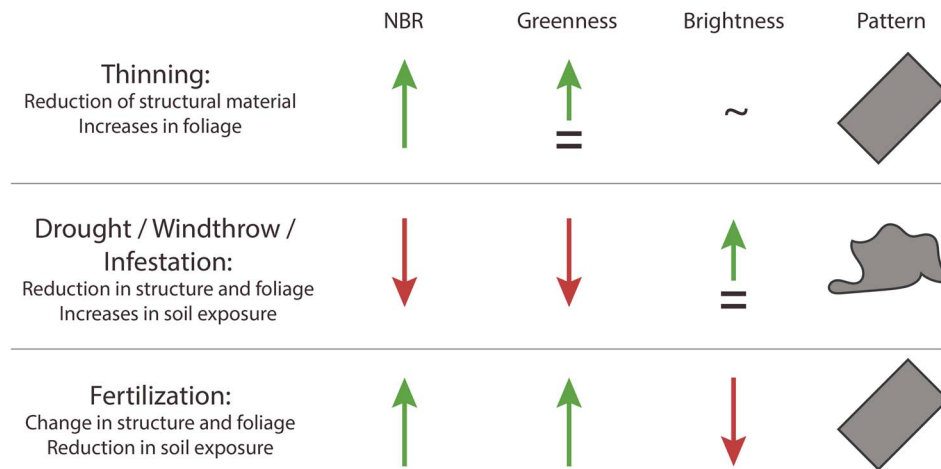 NBR Greenness Brightness Pattern
Thinning:
Reduction of structural material
Increases in foliage
=
~
Drought / Windthrow /
Infestation:
Reduction in structure and foliage
Increases in soil exposure
=
Fertilization:
Change in structure and foliage
Reduction in soil exposure